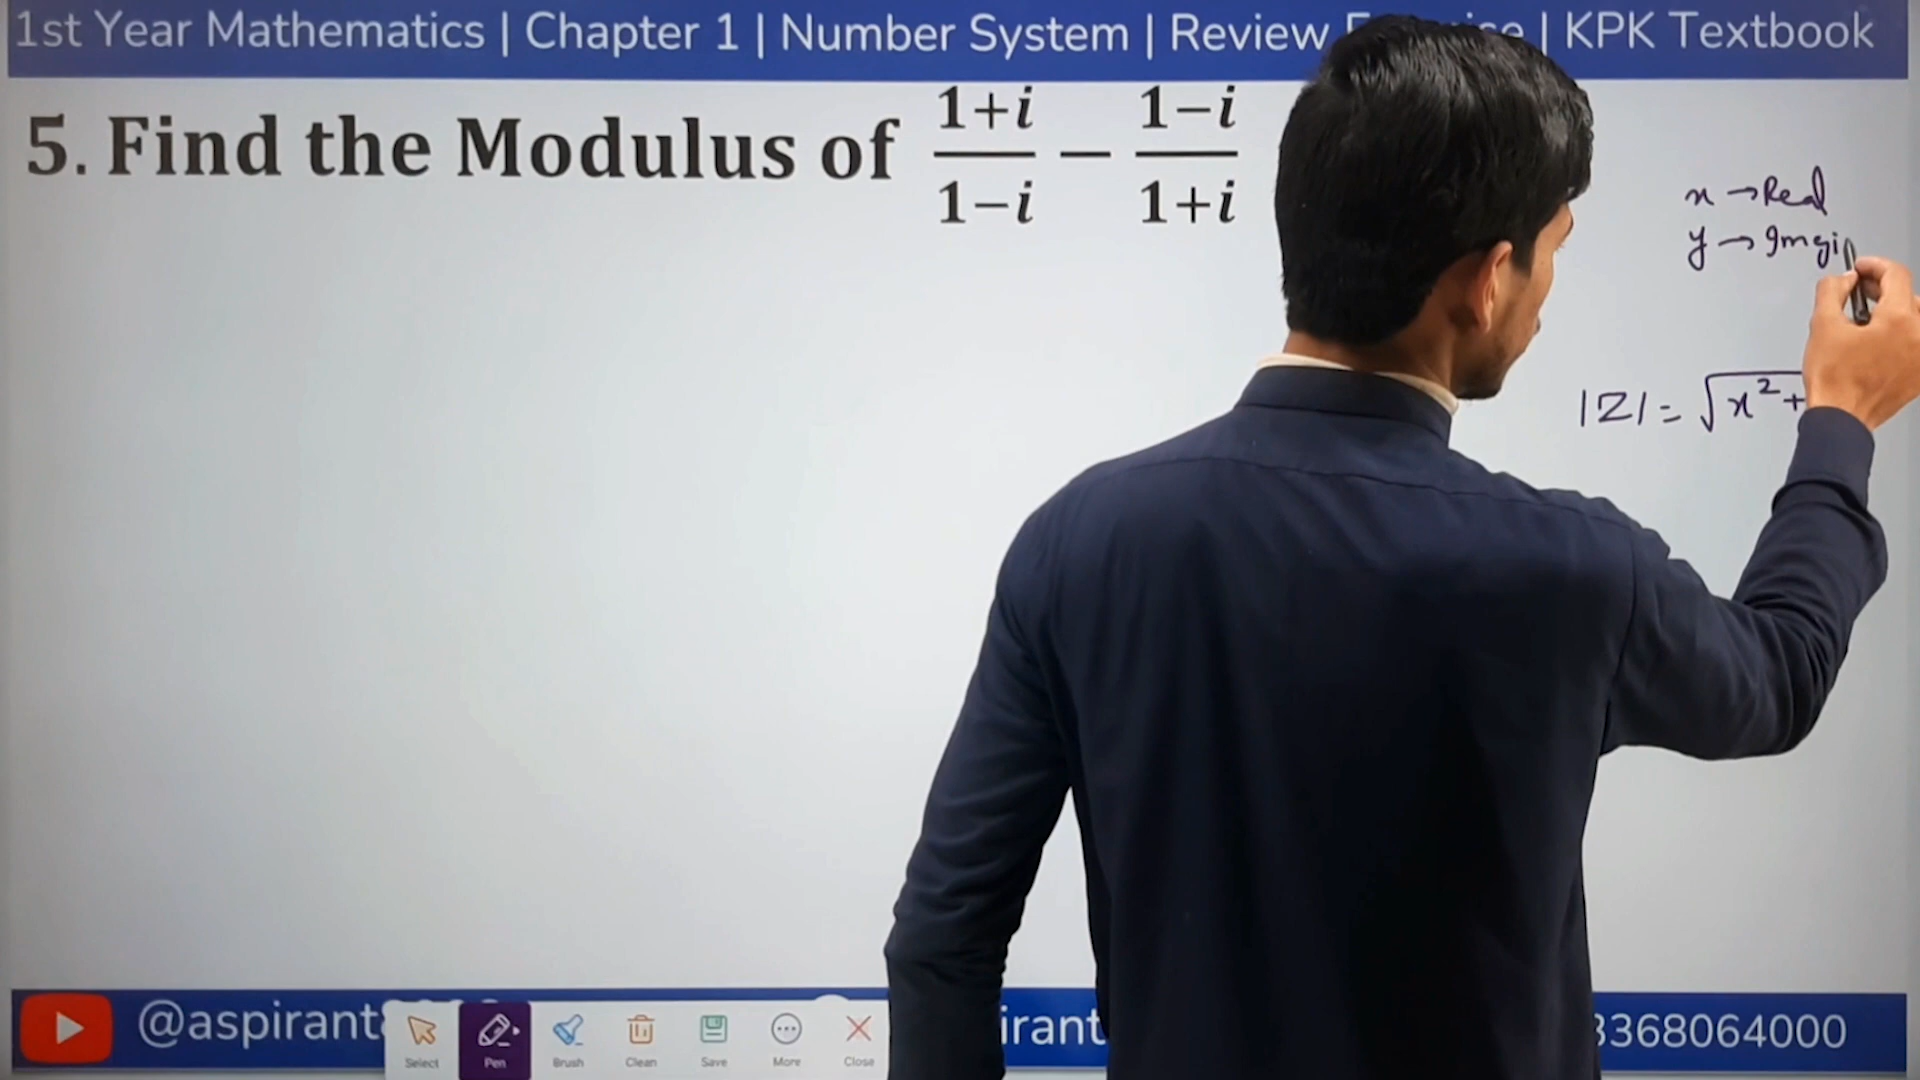 1st Year Mathematics | Chapter 1 | Number System | Review | KPK Textbook
5. Find the Modulus of (1+i)/(1−i) − (1−i)/(1+i)
x → Real
y → Imgi
|Z| = √x²+
@aspirant
irant
3368064000
Select Pen Brush Clean Save More Close